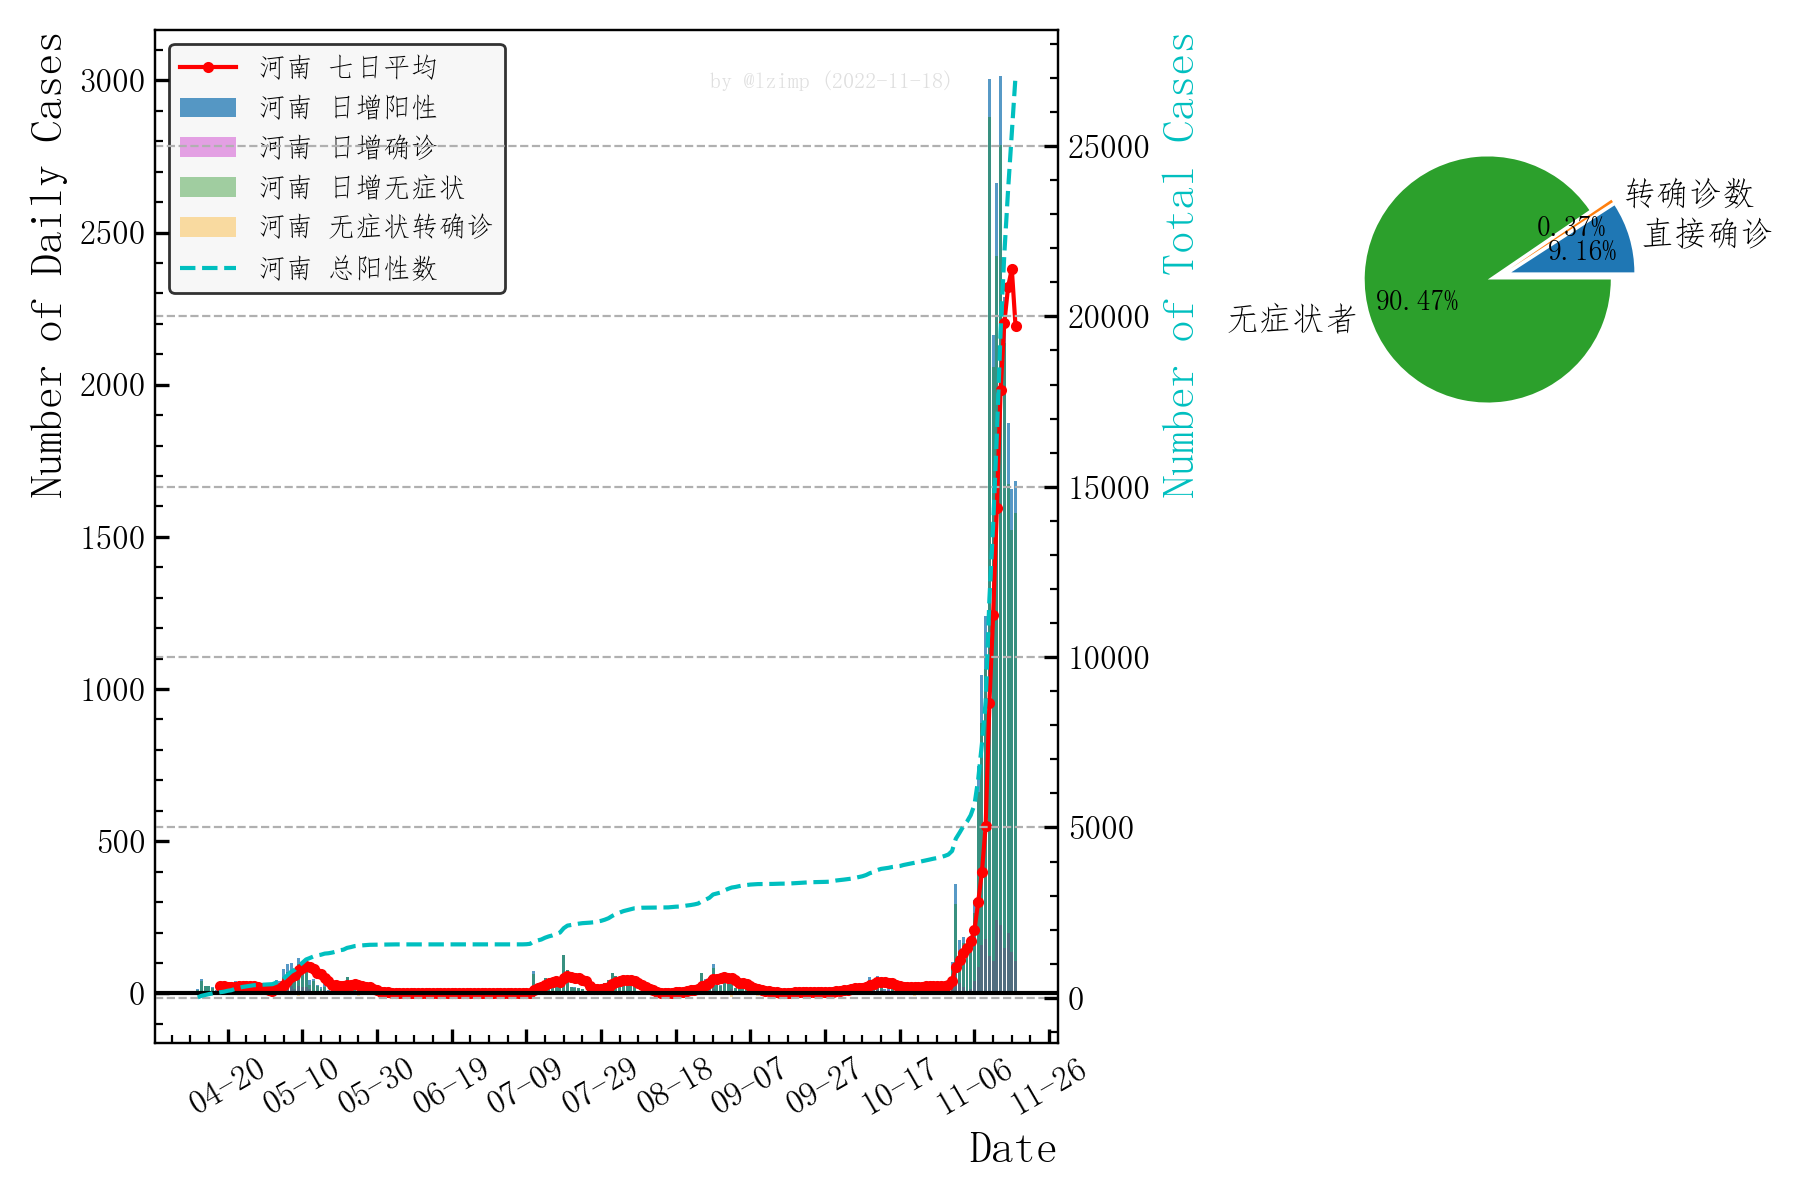 Number of Daily Cases
3000
2500
2000
1500
1000
500
0
河南 七日平均
河南 日增阳性
河南 日增确诊
河南 日增无症状
河南 无症状转确诊
河南 总阳性数
by @lzimp (2022-11-18)
25000
20000
15000
10000
5000
0
Number of Total Cases
04-20
05-10
05-30
06-19
07-09
07-29
08-18
09-07
09-27
10-17
11-06
11-26
Date
转确诊数
0.37%
直接确诊
9.16%
90.47%
无症状者